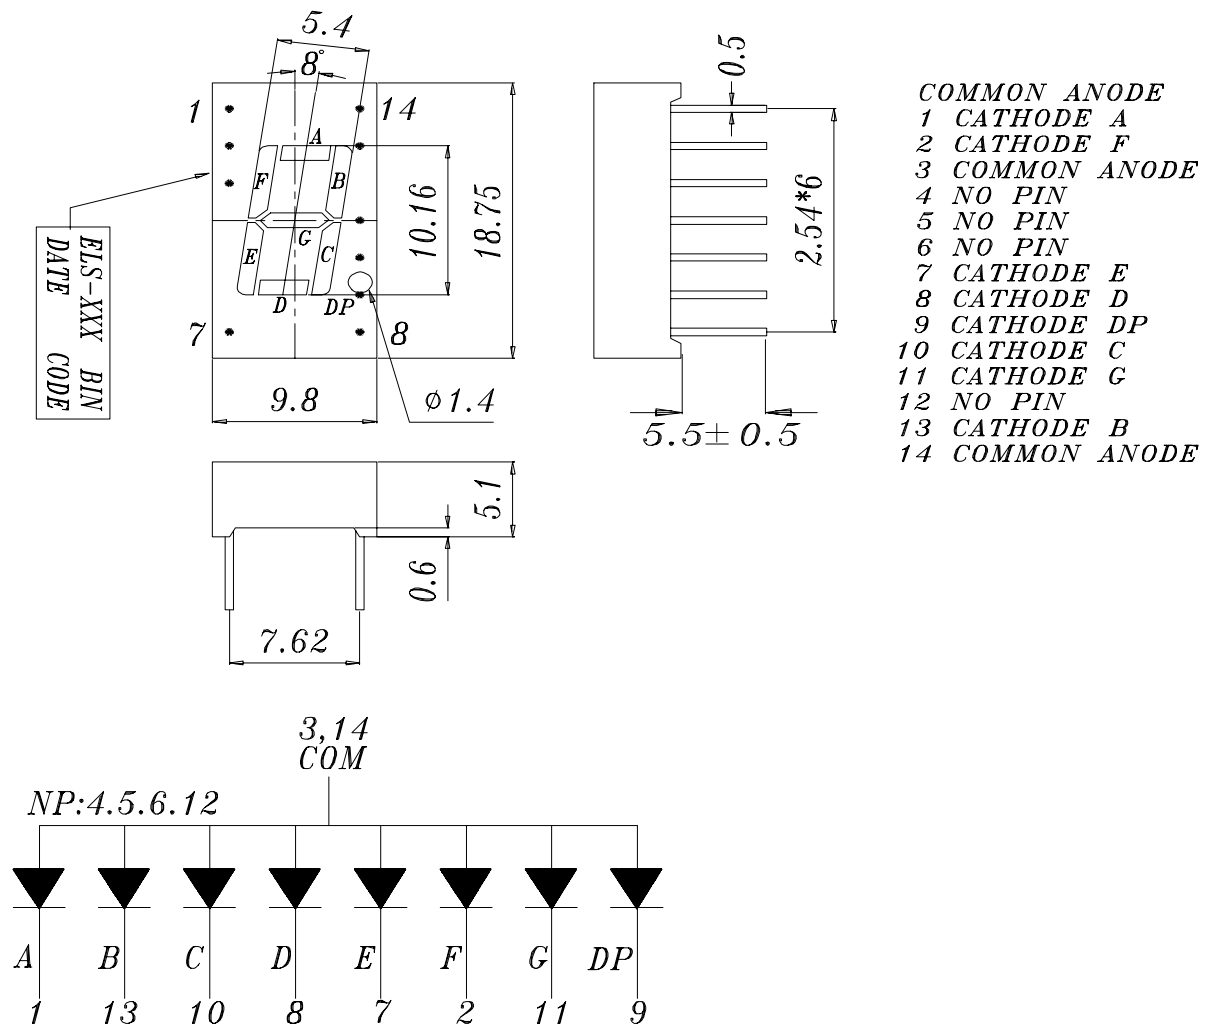 5.4
8°
1
14
A
F
B
G
E
C
D
DP
7
8
10.16
18.75
9.8
ø1.4
ELS-XXX BIN
DATE CODE
0.5
2.54*6
5.5± 0.5
COMMON ANODE
1 CATHODE A
2 CATHODE F
3 COMMON ANODE
4 NO PIN
5 NO PIN
6 NO PIN
7 CATHODE E
8 CATHODE D
9 CATHODE DP
10 CATHODE C
11 CATHODE G
12 NO PIN
13 CATHODE B
14 COMMON ANODE
5.1
0.6
7.62
3,14
COM
NP:4.5.6.12
A B C D E F G DP
1 13 10 8 7 2 11 9